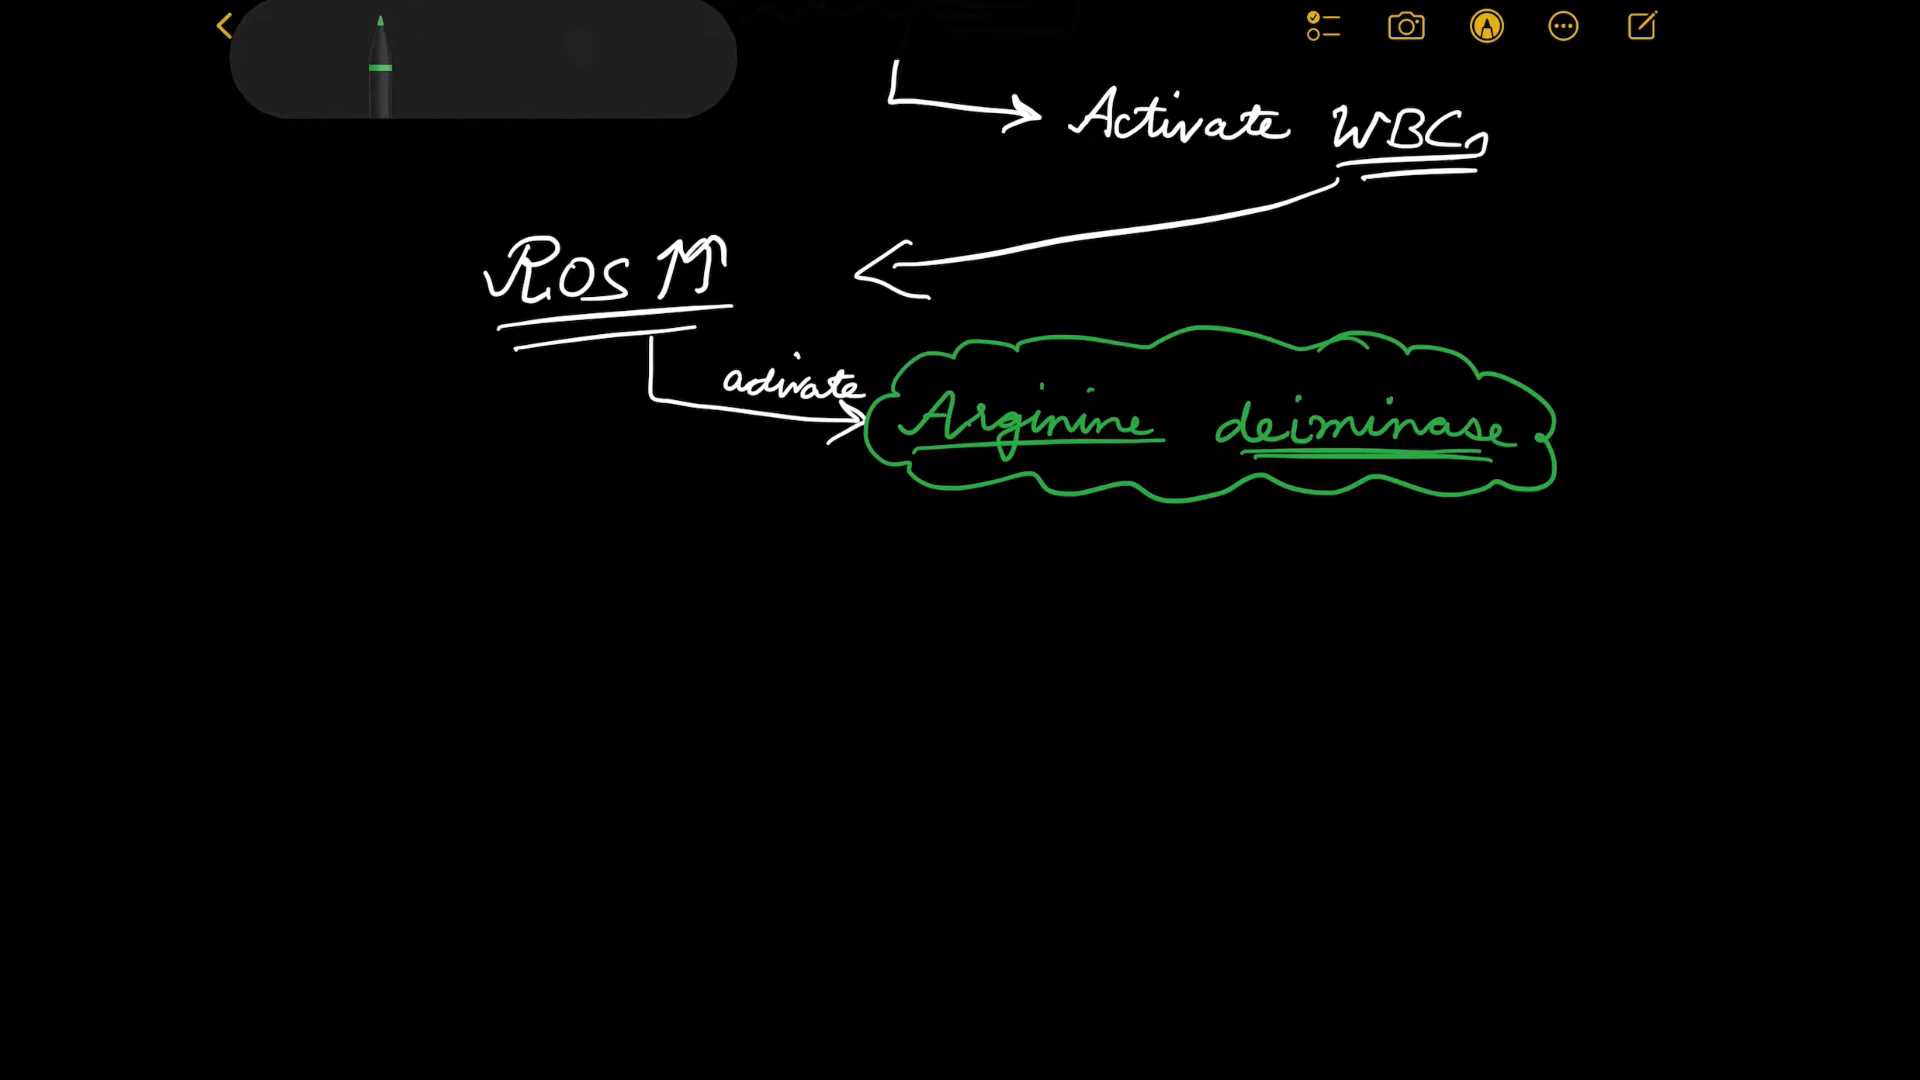 Activate WBCs
ROS ↑↑
activate
Arginine deiminase